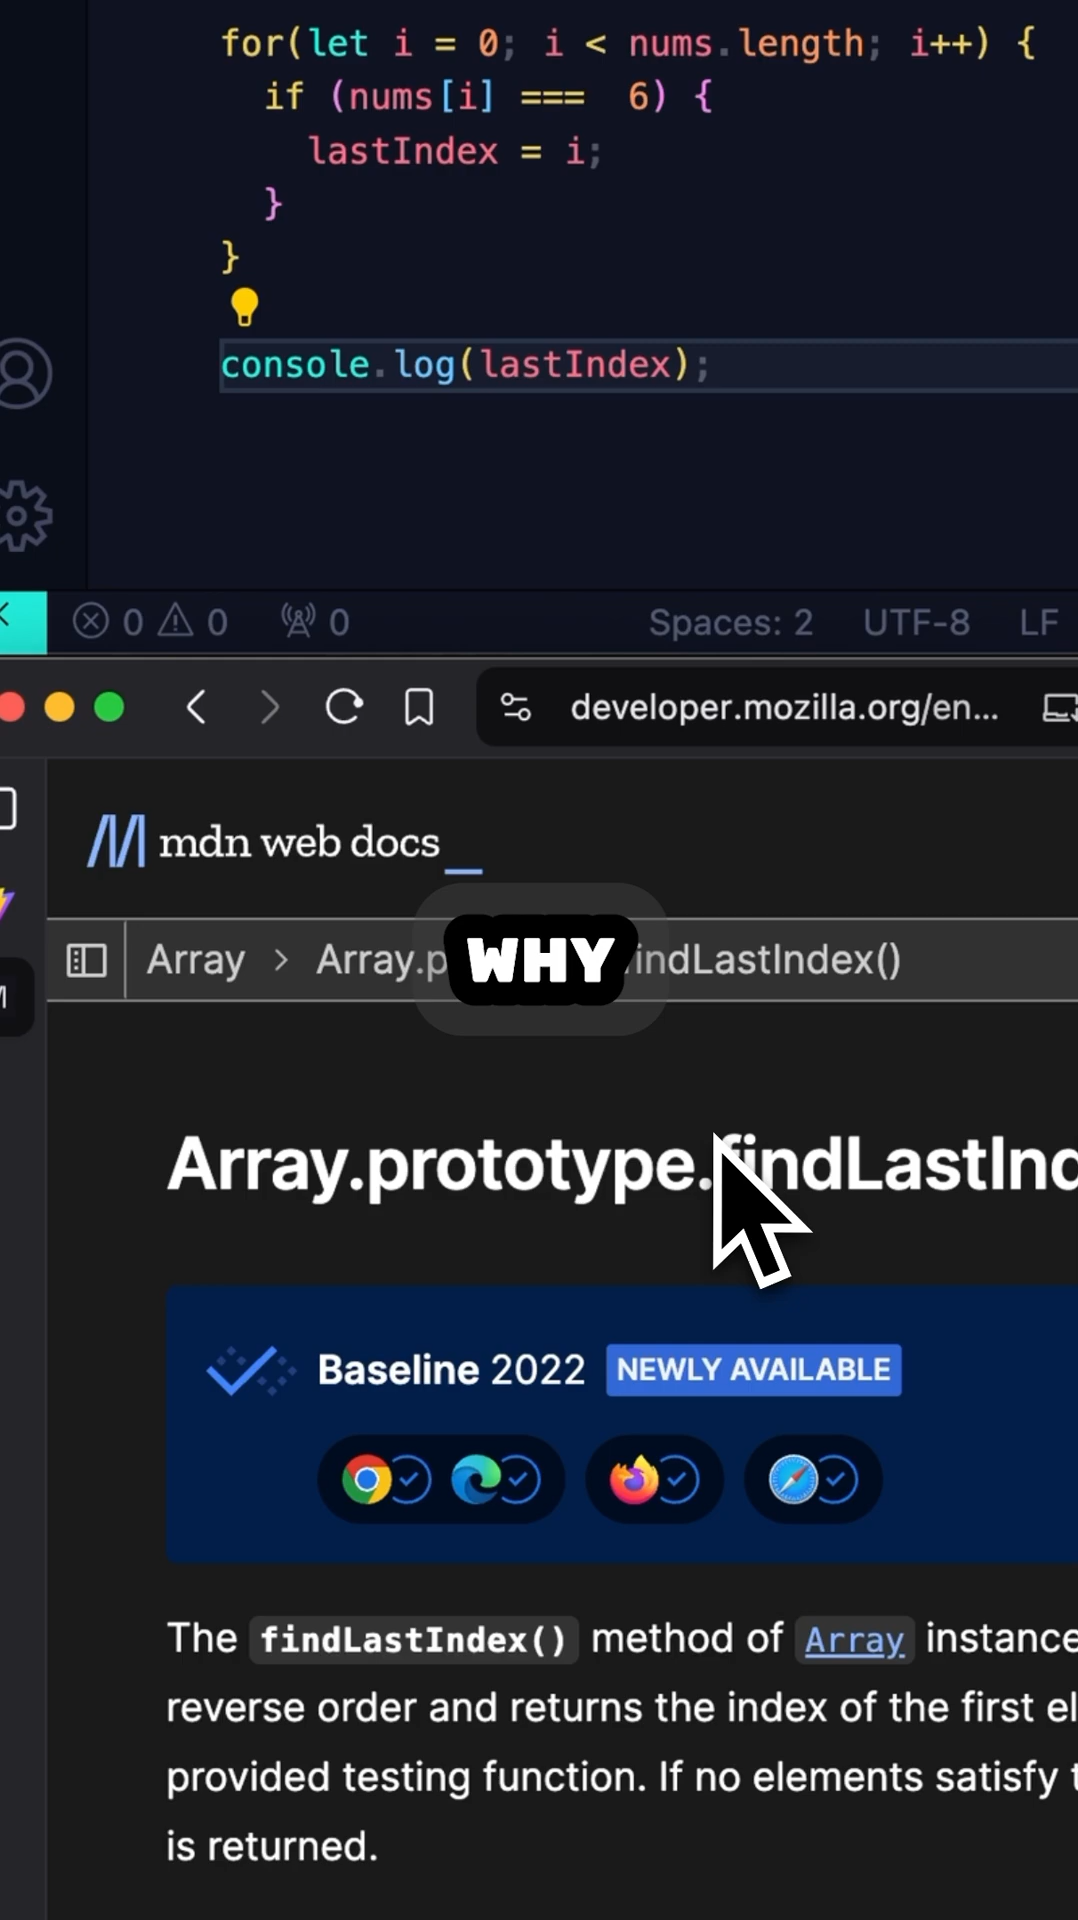 for(let i = 0; i < nums.length; i++) {
if (nums[i] === 6) {
lastIndex = i;
}
}
console.log(lastIndex);
0 0 0 Spaces: 2 UTF-8 LF
developer.mozilla.org/en...
mdn web docs_
Array > Array.p
WHY
indLastIndex()
Array.prototype.findLastInd
Baseline 2022 NEWLY AVAILABLE
The findLastIndex() method of Array instance
reverse order and returns the index of the first el
provided testing function. If no elements satisfy t
is returned.